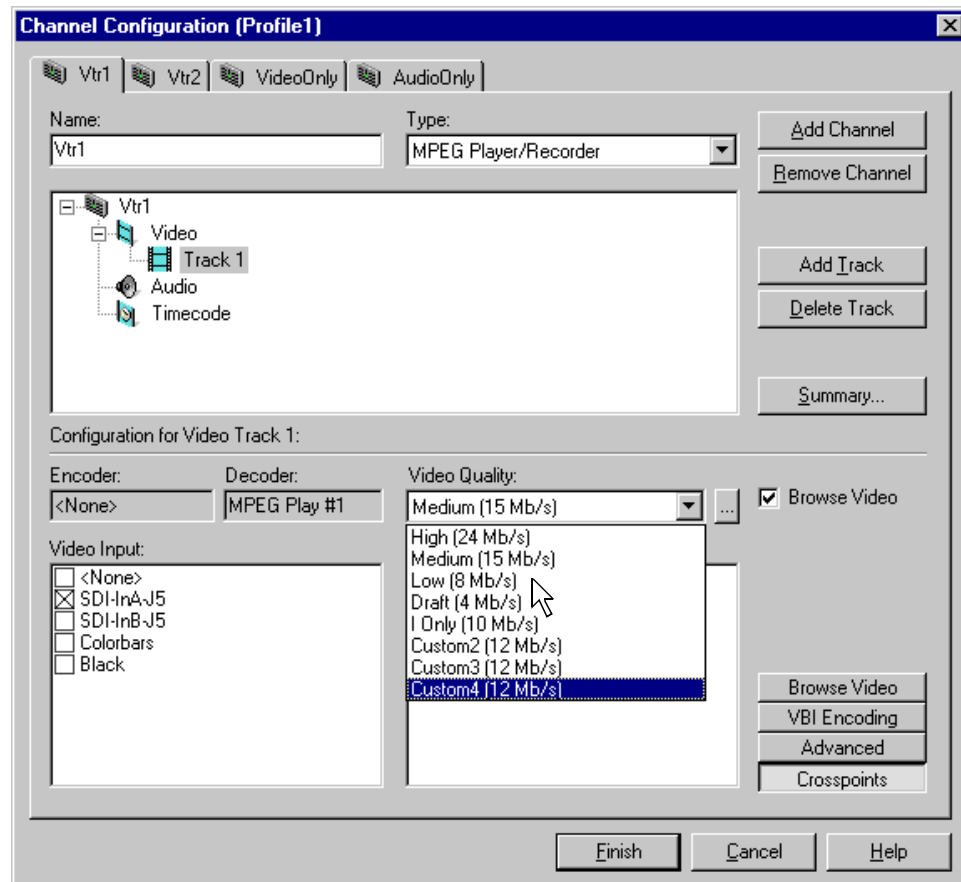 Channel Configuration (Profile1)
Vtr1 Vtr2 VideoOnly AudioOnly
Name:
Vtr1
Type:
MPEG Player/Recorder
Add Channel
Remove Channel
Vtr1
Video
Track 1
Audio
Timecode
Add Track
Delete Track
Summary...
Configuration for Video Track 1:
Encoder:
<None>
Decoder:
MPEG Play #1
Video Quality:
Medium (15 Mb/s)
...
Browse Video
High (24 Mb/s)
Medium (15 Mb/s)
Low (8 Mb/s)
Draft (4 Mb/s)
I Only (10 Mb/s)
Custom2 (12 Mb/s)
Custom3 (12 Mb/s)
Custom4 (12 Mb/s)
Video Input:
<None>
SDI-InA-J5
SDI-InB-J5
Colorbars
Black
Browse Video
VBI Encoding
Advanced
Crosspoints
Finish
Cancel
Help